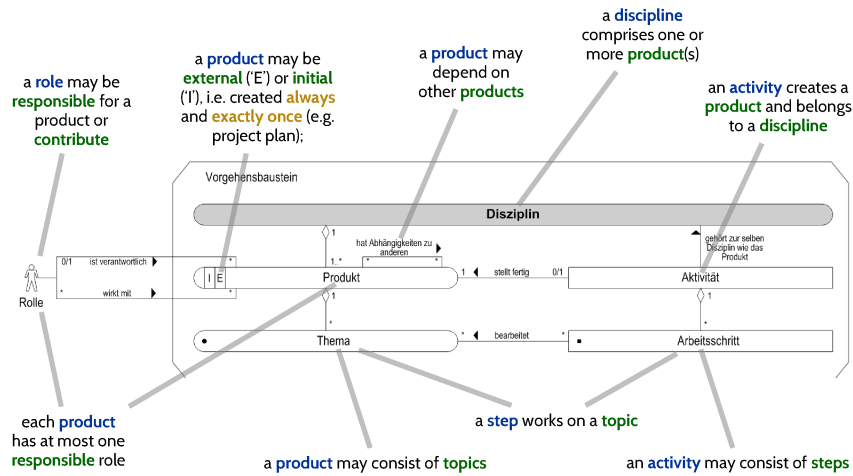 a discipline
comprises one or
more product(s)
a product may be
external ('E') or initial
('I'), i.e. created always
and exactly once (e.g.
project plan);
a product may
depend on
other products
a role may be
responsible for a
product or
contribute
an activity creates a
product and belongs
to a discipline
Vorgehensbaustein
Disziplin
1
hat Abhängigkeiten zu
anderen
gehört zur selben
Disziplin wie das
Produkt
0/1 ist verantwortlich *
1..* * *
I E Produkt
1 stellt fertig 0/1
Aktivität
Rolle
* wirkt mit *
1
1
*
*
Thema
* bearbeitet *
Arbeitsschritt
each product
has at most one
responsible role
a step works on a topic
a product may consist of topics
an activity may consist of steps